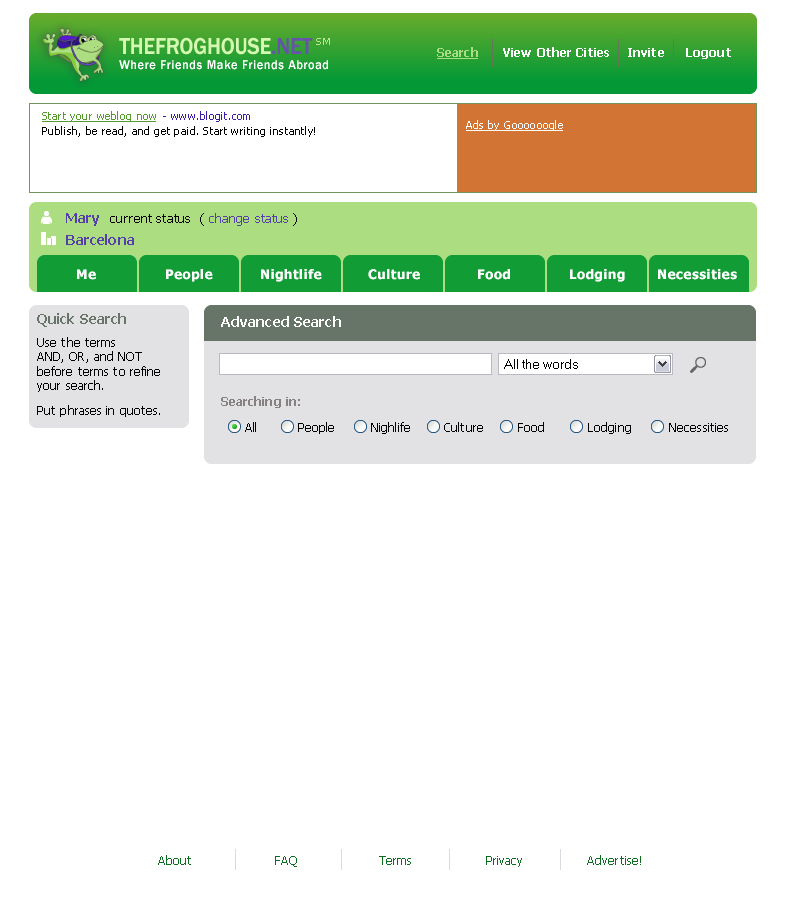 THEFROGHOUSE.NET SM
Where Friends Make Friends Abroad
Search View Other Cities Invite Logout
Start your weblog now - www.blogit.com
Publish, be read, and get paid. Start writing instantly!
Ads by Goooooogle
Mary current status ( change status )
Barcelona
Me People Nightlife Culture Food Lodging Necessities
Quick Search
Use the terms
AND, OR, and NOT
before terms to refine
your search.
Put phrases in quotes.
Advanced Search
All the words
Searching in:
All People Nighlife Culture Food Lodging Necessities
About FAQ Terms Privacy Advertise!